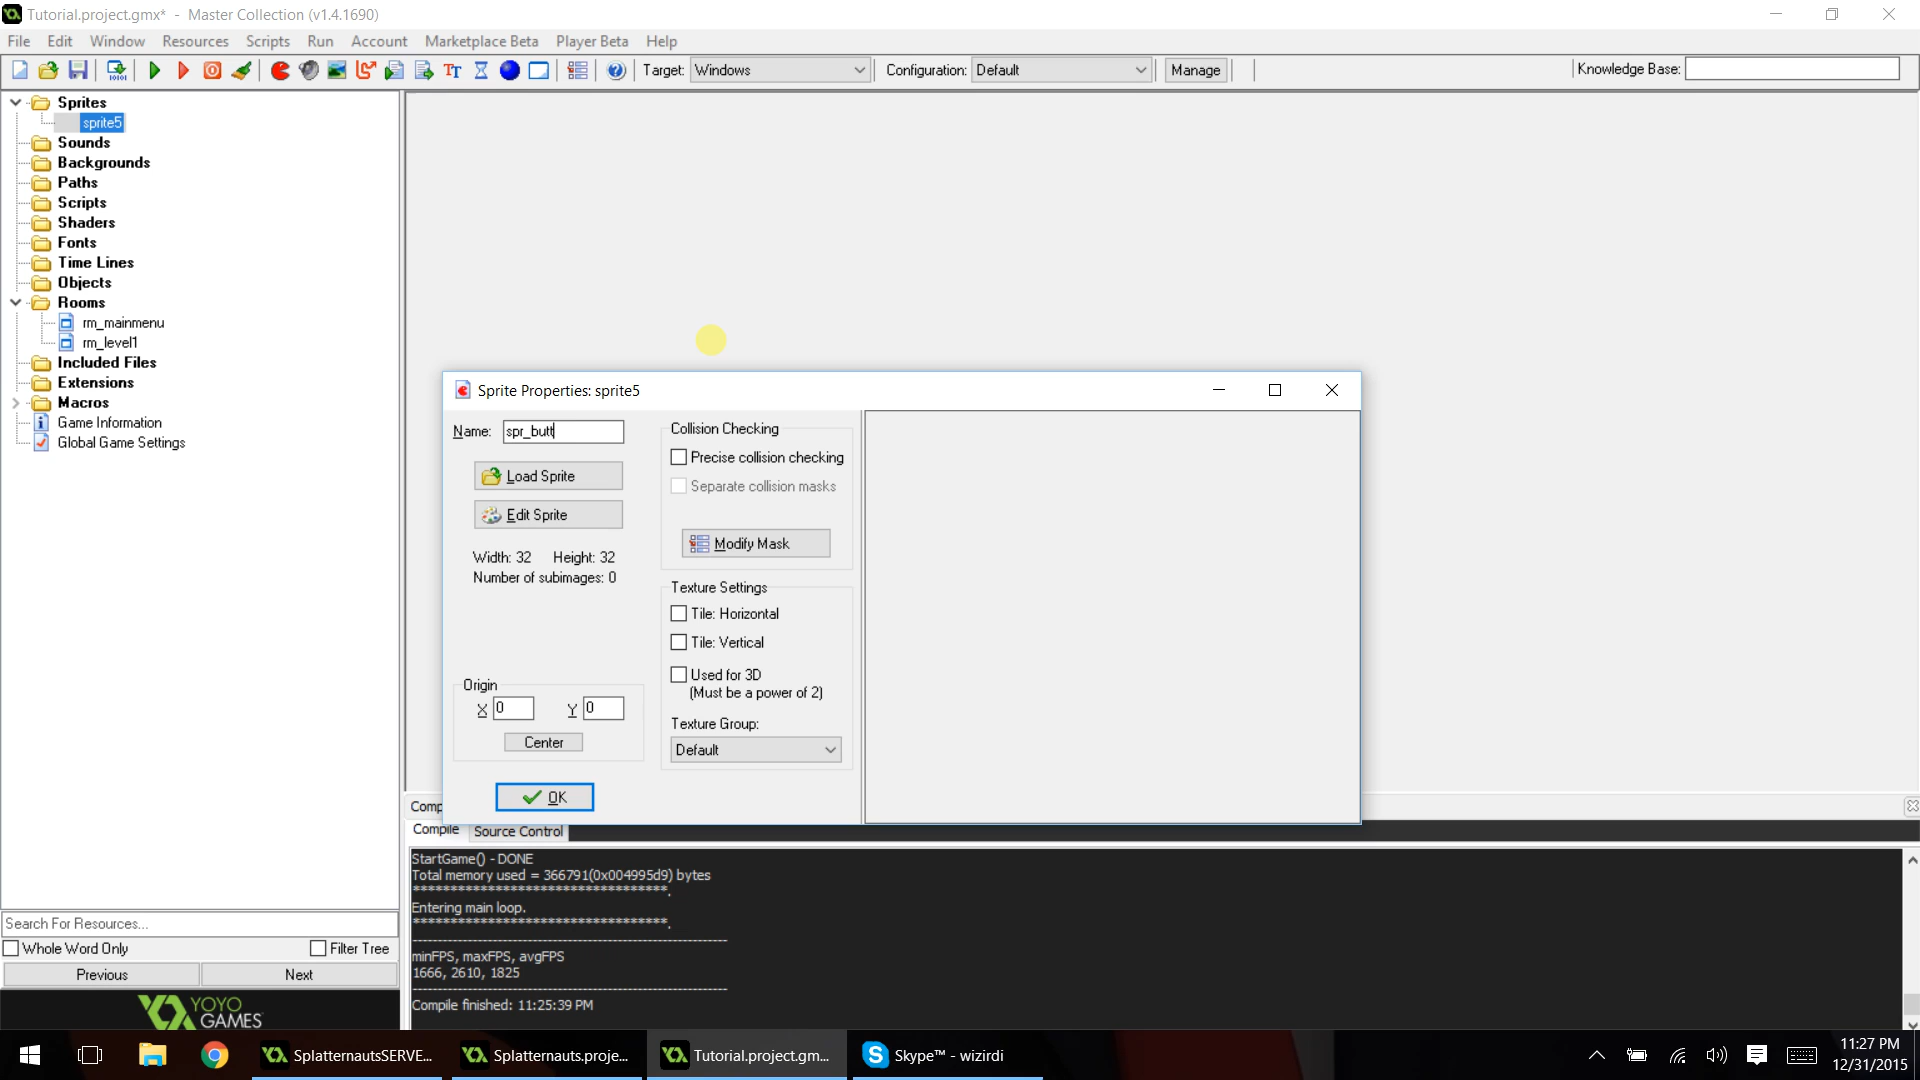 Tutorial.project.gmx* - Master Collection (v1.4.1690)
File Edit Window Resources Scripts Run Account Marketplace Beta Player Beta Help
Target: Windows Configuration: Default Manage Knowledge Base:
Sprites
sprite5
Sounds
Backgrounds
Paths
Scripts
Shaders
Fonts
Time Lines
Objects
Rooms
rm_mainmenu
rm_level1
Included Files
Extensions
Macros
Game Information
Global Game Settings
Sprite Properties: sprite5
Name: spr_butt
Load Sprite
Edit Sprite
Width: 32 Height: 32
Number of subimages: 0
Origin
X 0 Y 0
Center
OK
Collision Checking
Precise collision checking
Separate collision masks
Modify Mask
Texture Settings
Tile: Horizontal
Tile: Vertical
Used for 3D
(Must be a power of 2)
Texture Group:
Default
Comp
Compile Source Control
StartGame() - DONE
Total memory used = 366791(0x004995d9) bytes
***********************************.
Entering main loop.
***********************************.
----------------------------------------------------------------
minFPS, maxFPS, avgFPS
1666, 2610, 1825
----------------------------------------------------------------
Compile finished: 11:25:39 PM
Search For Resources...
Whole Word Only Filter Tree
Previous Next
YOYO
GAMES
SplatternautsSERVE... Splatternauts.proje... Tutorial.project.gm... Skype™ - wizirdi
11:27 PM
12/31/2015